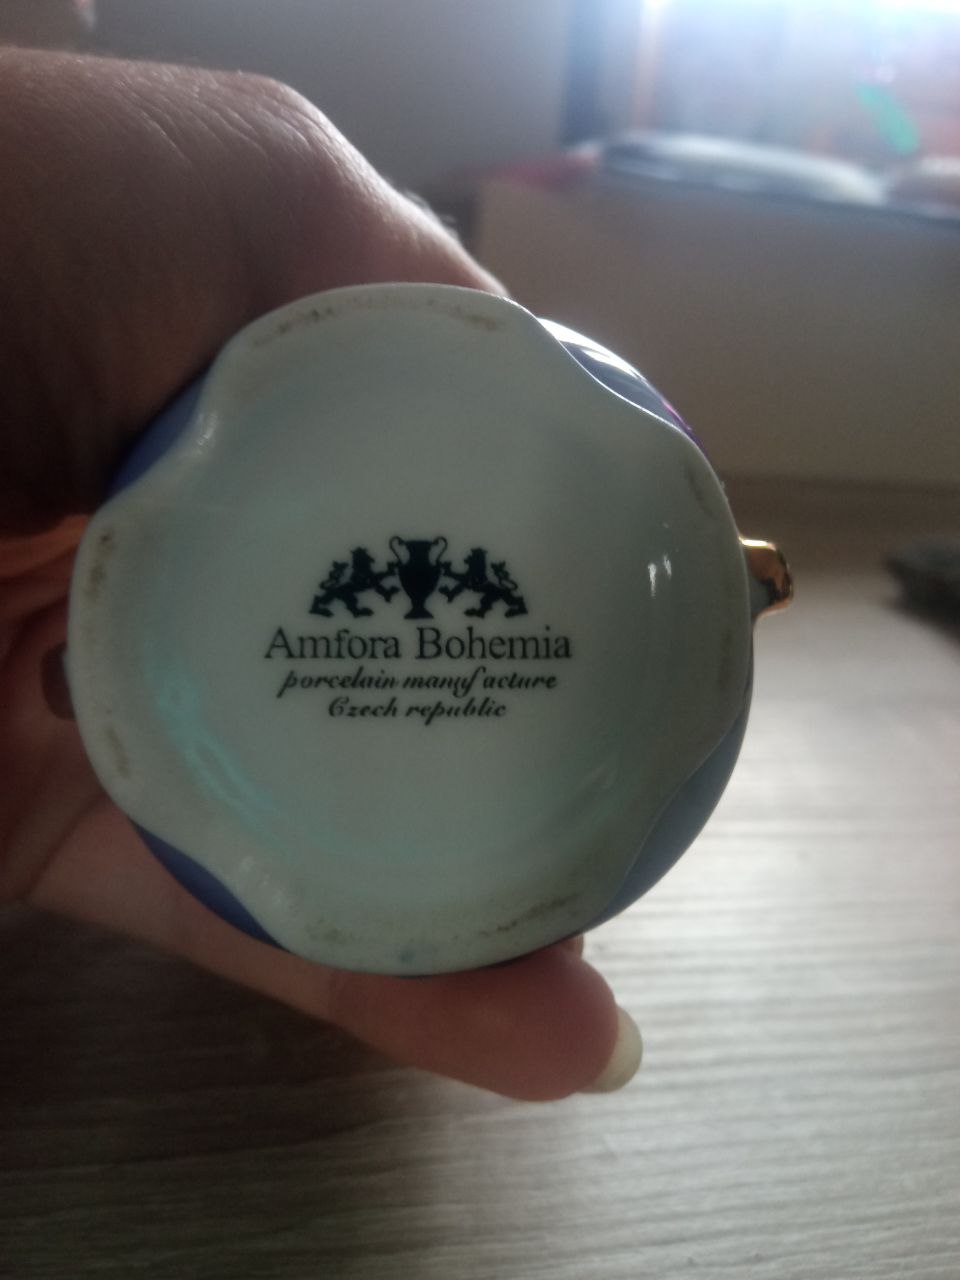 Amfora Bohemia
porcelain manufacture
Czech republic